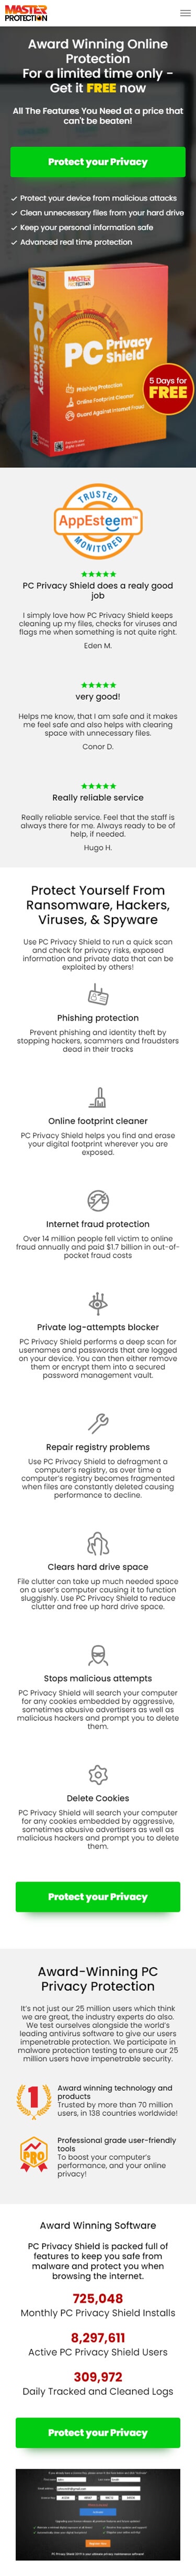 MASTER
PROTECTION
Award Winning Online
Protection
For a limited time only -
Get it FREE now
All The Features You Need at a price that
can't be beaten!
Protect your Privacy
Protect your device from malicious attacks
Clean unnecessary files from your hard drive
Keep your personal information safe
Advanced real time protection
MASTER
PROTECTION
PC Privacy
Shield
PC Privacy
Shield
Phishing Protection
Online Footprint Cleaner
Guard Against Internet Fraud
5 Days for
FREE
TRUSTED
AppEsteem™
MONITORED
PC Privacy Shield does a realy good
job
I simply love how PC Privacy Shield keeps
cleaning up my files, checks for viruses and
flags me when something is not quite right.
Eden M.
very good!
Helps me know, that I am safe and it makes
me feel safe and also helps with clearing
space with unnecessary files.
Conor D.
Really reliable service
Really reliable service. Feel that the staff is
always there for me. Always ready to be of
help, if needed.
Hugo H.
Protect Yourself From
Ransomware, Hackers,
Viruses, & Spyware
Use PC Privacy Shield to run a quick scan
and check for privacy risks, exposed
information and private data that can be
exploited by others!
Phishing protection
Prevent phishing and identity theft by
stopping hackers, scammers and fraudsters
dead in their tracks
Online footprint cleaner
PC Privacy Shield helps you find and erase
your digital footprint wherever you are
exposed.
Internet fraud protection
Over 14 million people fell victim to online
fraud annually and paid $1.7 billion in out-of-
pocket fraud costs
Private log-attempts blocker
PC Privacy Shield performs a deep scan for
usernames and passwords that are logged
on your device. You can then either remove
them or encrypt them into a secured
password management vault.
Repair registry problems
Use PC Privacy Shield to defragment a
computer's registry, as over time a
computer's registry becomes fragmented
when files are constantly deleted causing
performance to decline.
Clears hard drive space
File clutter can take up much needed space
on a user's computer causing it to function
sluggishly. Use PC Privacy Shield to reduce
clutter and free up hard drive space.
Stops malicious attempts
PC Privacy Shield will search your computer
for any cookies embedded by aggressive,
sometimes abusive advertisers as well as
malicious hackers and prompt you to delete
them.
Delete Cookies
PC Privacy Shield will search your computer
for any cookies embedded by aggressive,
sometimes abusive advertisers as well as
malicious hackers and prompt you to delete
them.
Protect your Privacy
Award-Winning PC
Privacy Protection
It's not just our 25 million users which think
we are great, the industry experts do also.
We test ourselves alongside the world's
leading antivirus software to give our users
impenetrable protection. We participate in
malware protection testing to ensure our 25
million users have impenetrable security.
1
Award winning technology and
products
Trusted by more than 70 million
users, in 138 countries worldwide!
PRO
Professional grade user-friendly
tools
To boost your computer's
performance, and your online
privacy!
Award Winning Software
PC Privacy Shield is packed full of
features to keep you safe from
malware and protect you when
browsing the internet.
725,048
Monthly PC Privacy Shield Installs
8,297,611
Active PC Privacy Shield Users
309,972
Daily Tracked and Cleaned Logs
Protect your Privacy